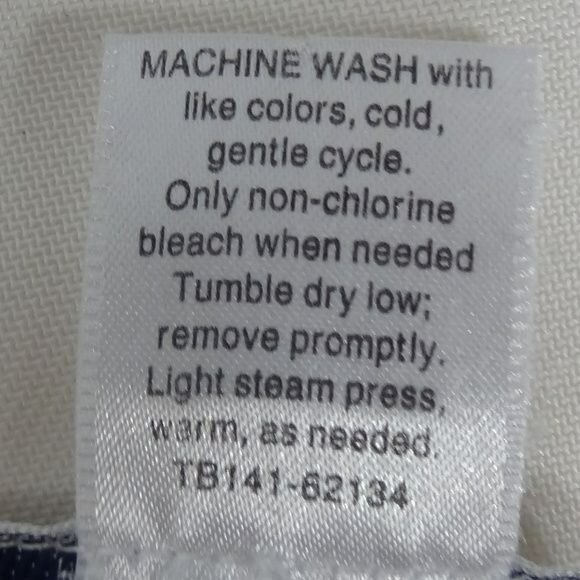 MACHINE WASH with
like colors, cold,
gentle cycle.
Only non-chlorine
bleach when needed
Tumble dry low;
remove promptly.
Light steam press,
warm, as needed.
TB141-62134